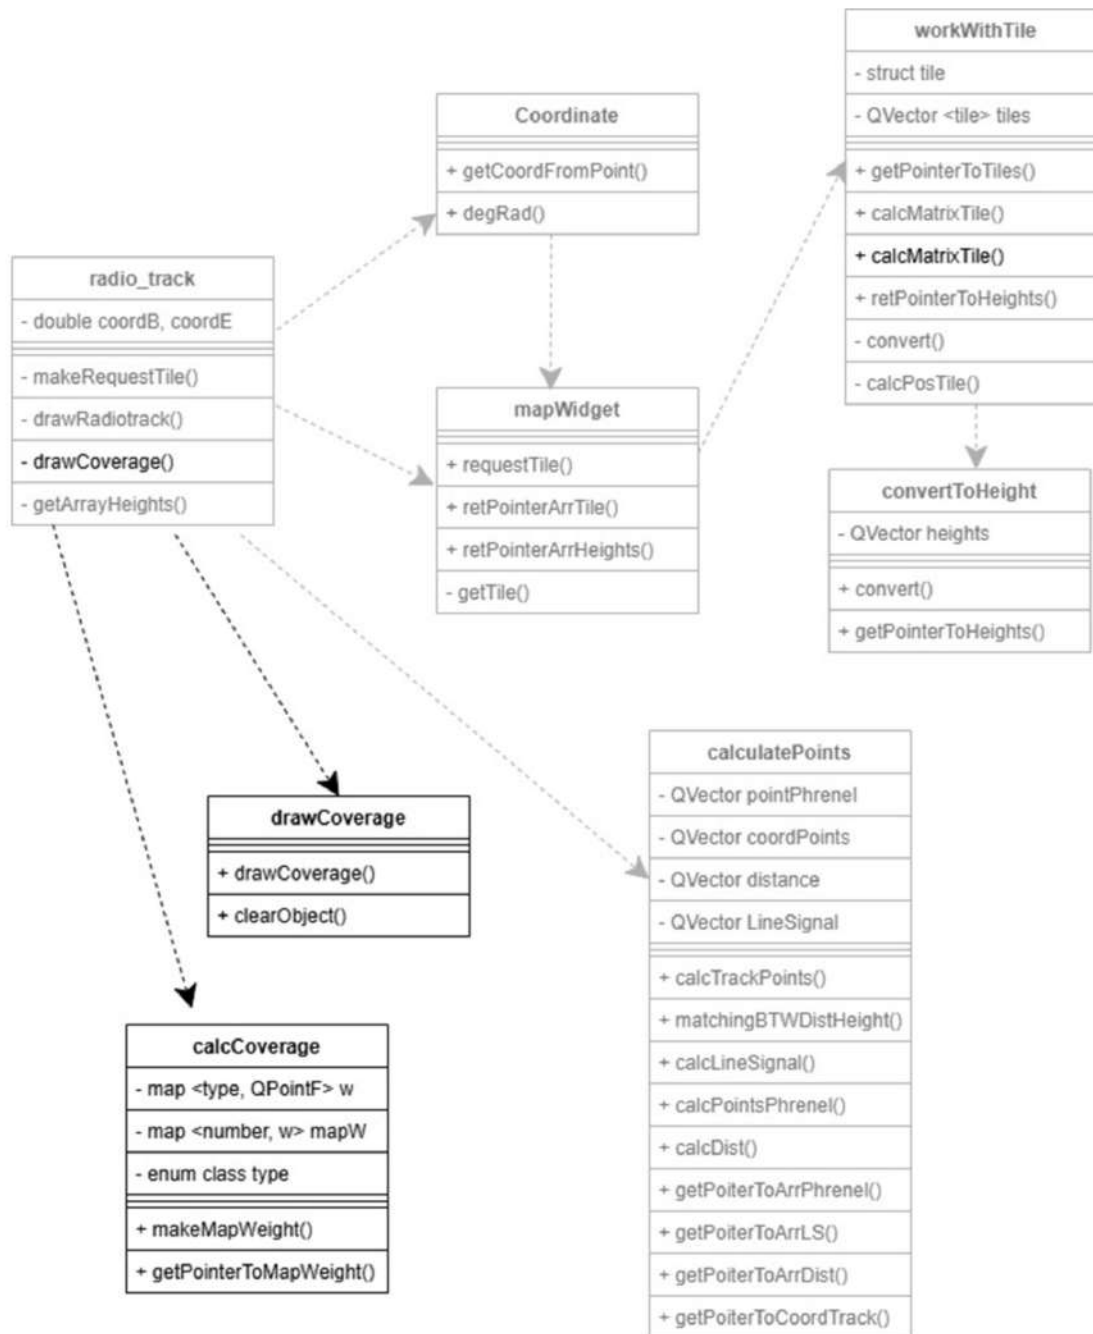 workWithTile
- struct tile
- QVector <tile> tiles
+ getPointerToTiles()
+ calcMatrixTile()
+ calcMatrixTile()
+ retPointerToHeights()
- convert()
- calcPosTile()
Coordinate
+ getCoordFromPoint()
+ degRad()
radio_track
- double coordB, coordE
- makeRequestTile()
- drawRadiotrack()
- drawCoverage()
- getArrayHeights()
mapWidget
+ requestTile()
+ retPointerArrTile()
+ retPointerArrHeights()
- getTile()
convertToHeight
- QVector heights
+ convert()
+ getPointerToHeights()
calculatePoints
- QVector pointPhrenel
- QVector coordPoints
- QVector distance
- QVector LineSignal
+ calcTrackPoints()
+ matchingBTWDistHeight()
+ calcLineSignal()
+ calcPointsPhrenel()
+ calcDist()
+ getPoiterToArrPhrenel()
+ getPoiterToArrLS()
+ getPoiterToArrDist()
+ getPoiterToCoordTrack()
drawCoverage
+ drawCoverage()
+ clearObject()
calcCoverage
- map <type, QPointF> w
- map <number, w> mapW
- enum class type
+ makeMapWeight()
+ getPointerToMapWeight()